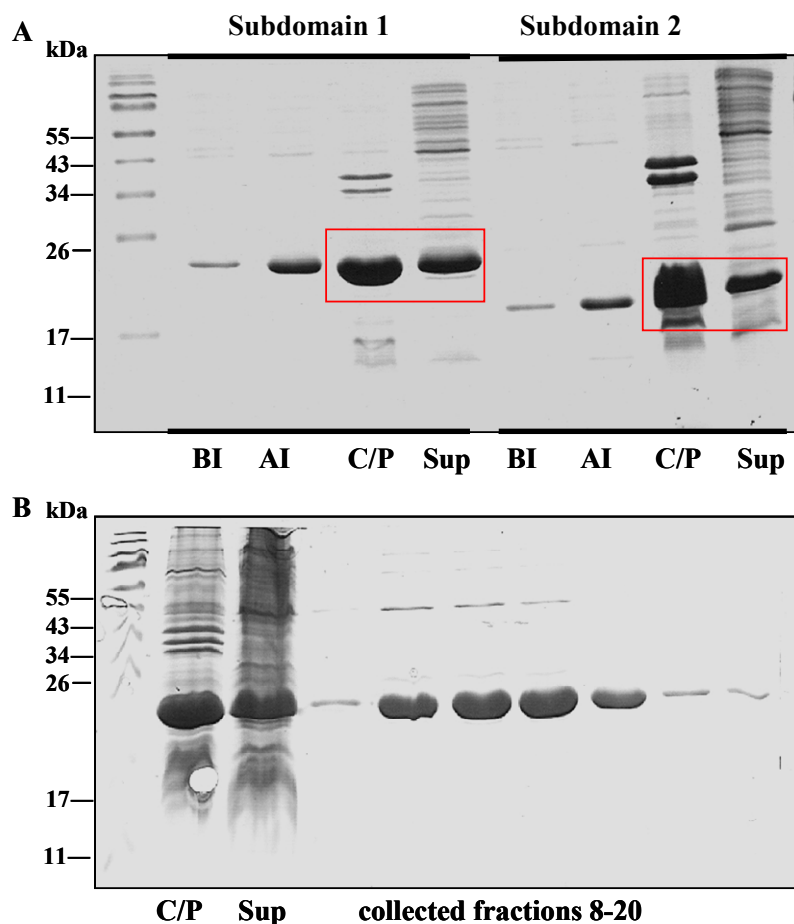 A
Subdomain 1 Subdomain 2
kDa
55
43
34
26
17
11
BI AI C/P Sup BI AI C/P Sup
B
kDa
55
43
34
26
17
11
C/P Sup collected fractions 8-20